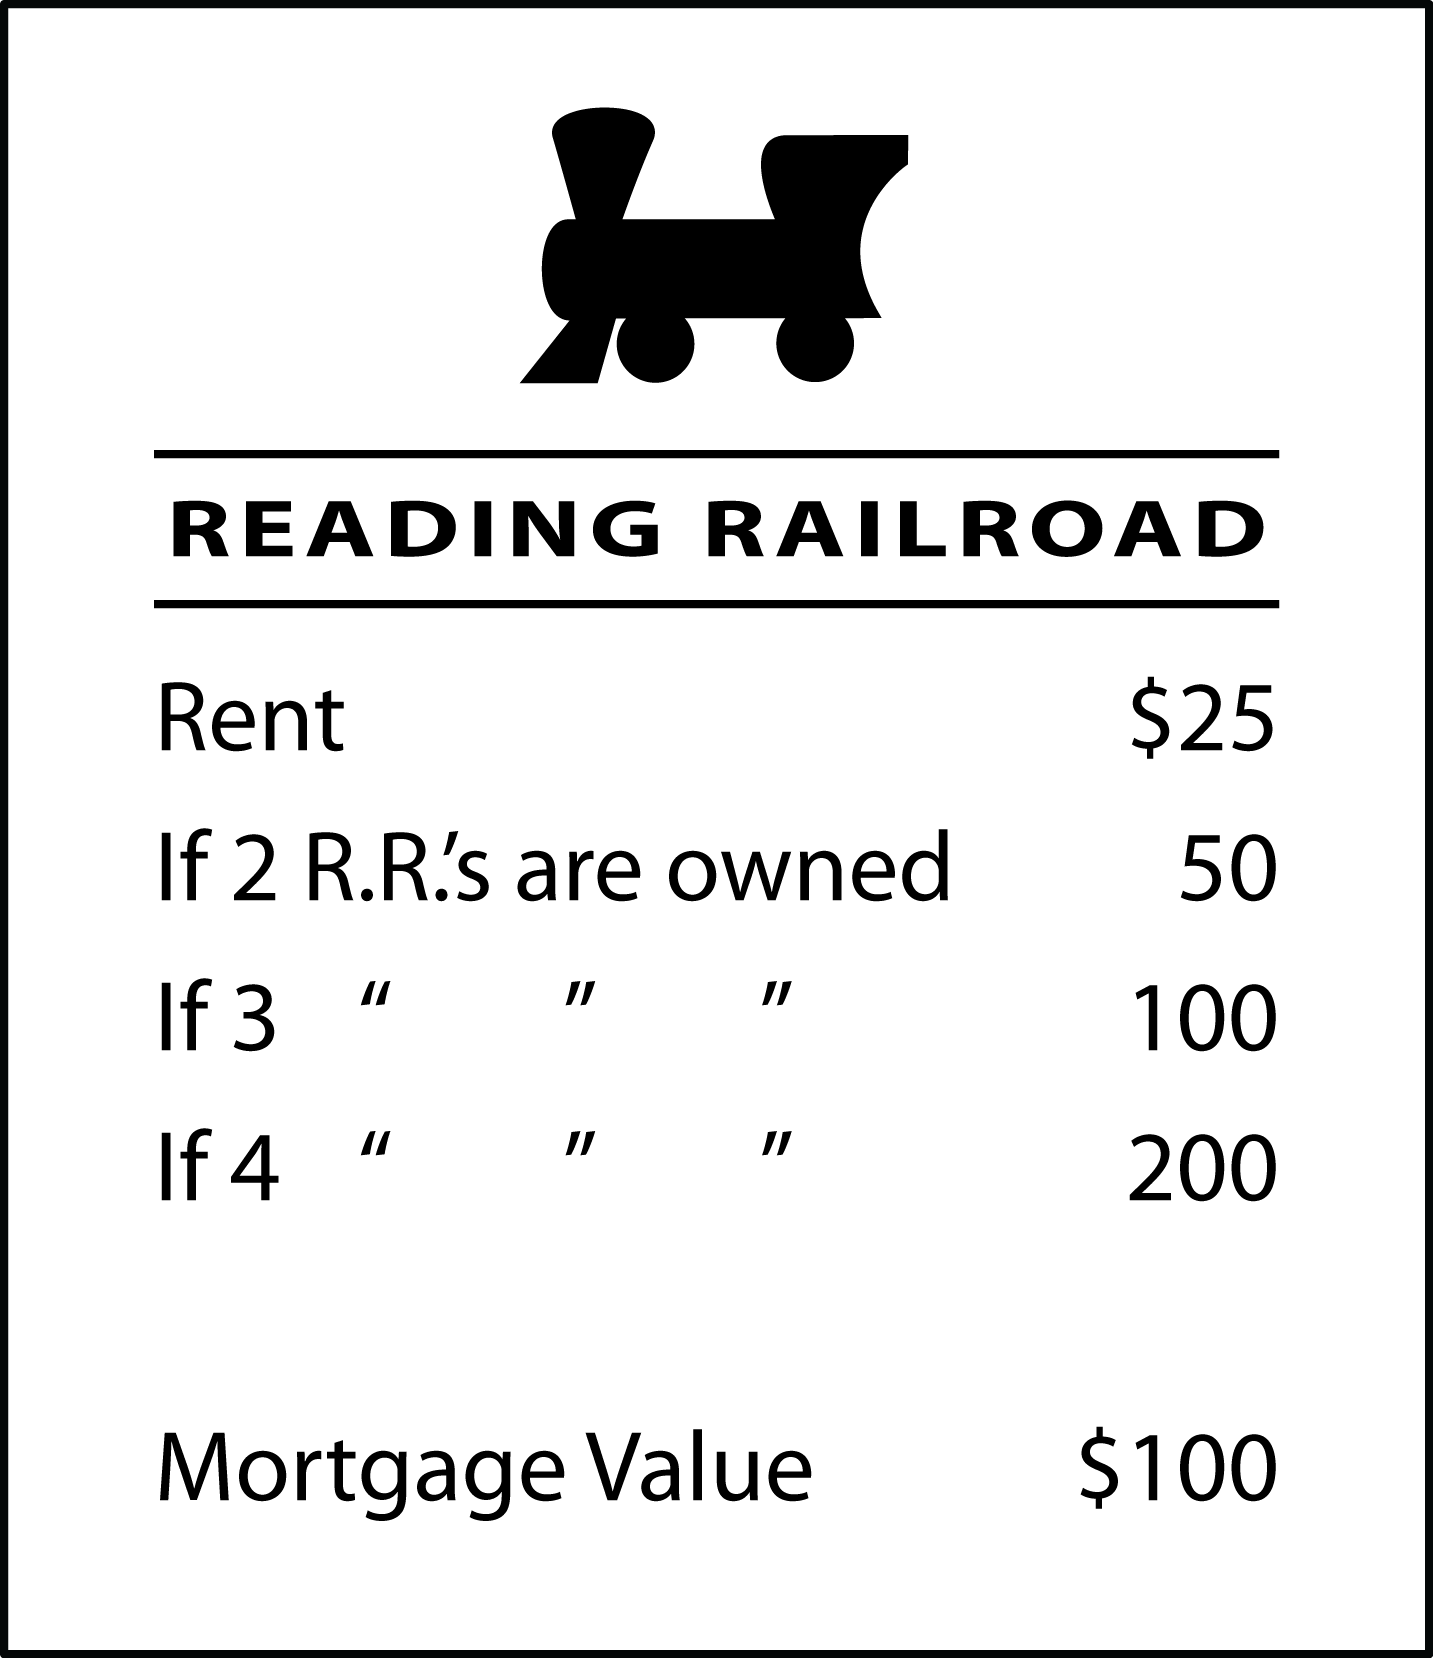 READING RAILROAD
Rent $25
If 2 R.R.’s are owned 50
If 3 “ ” ” 100
If 4 “ ” ” 200
Mortgage Value $100